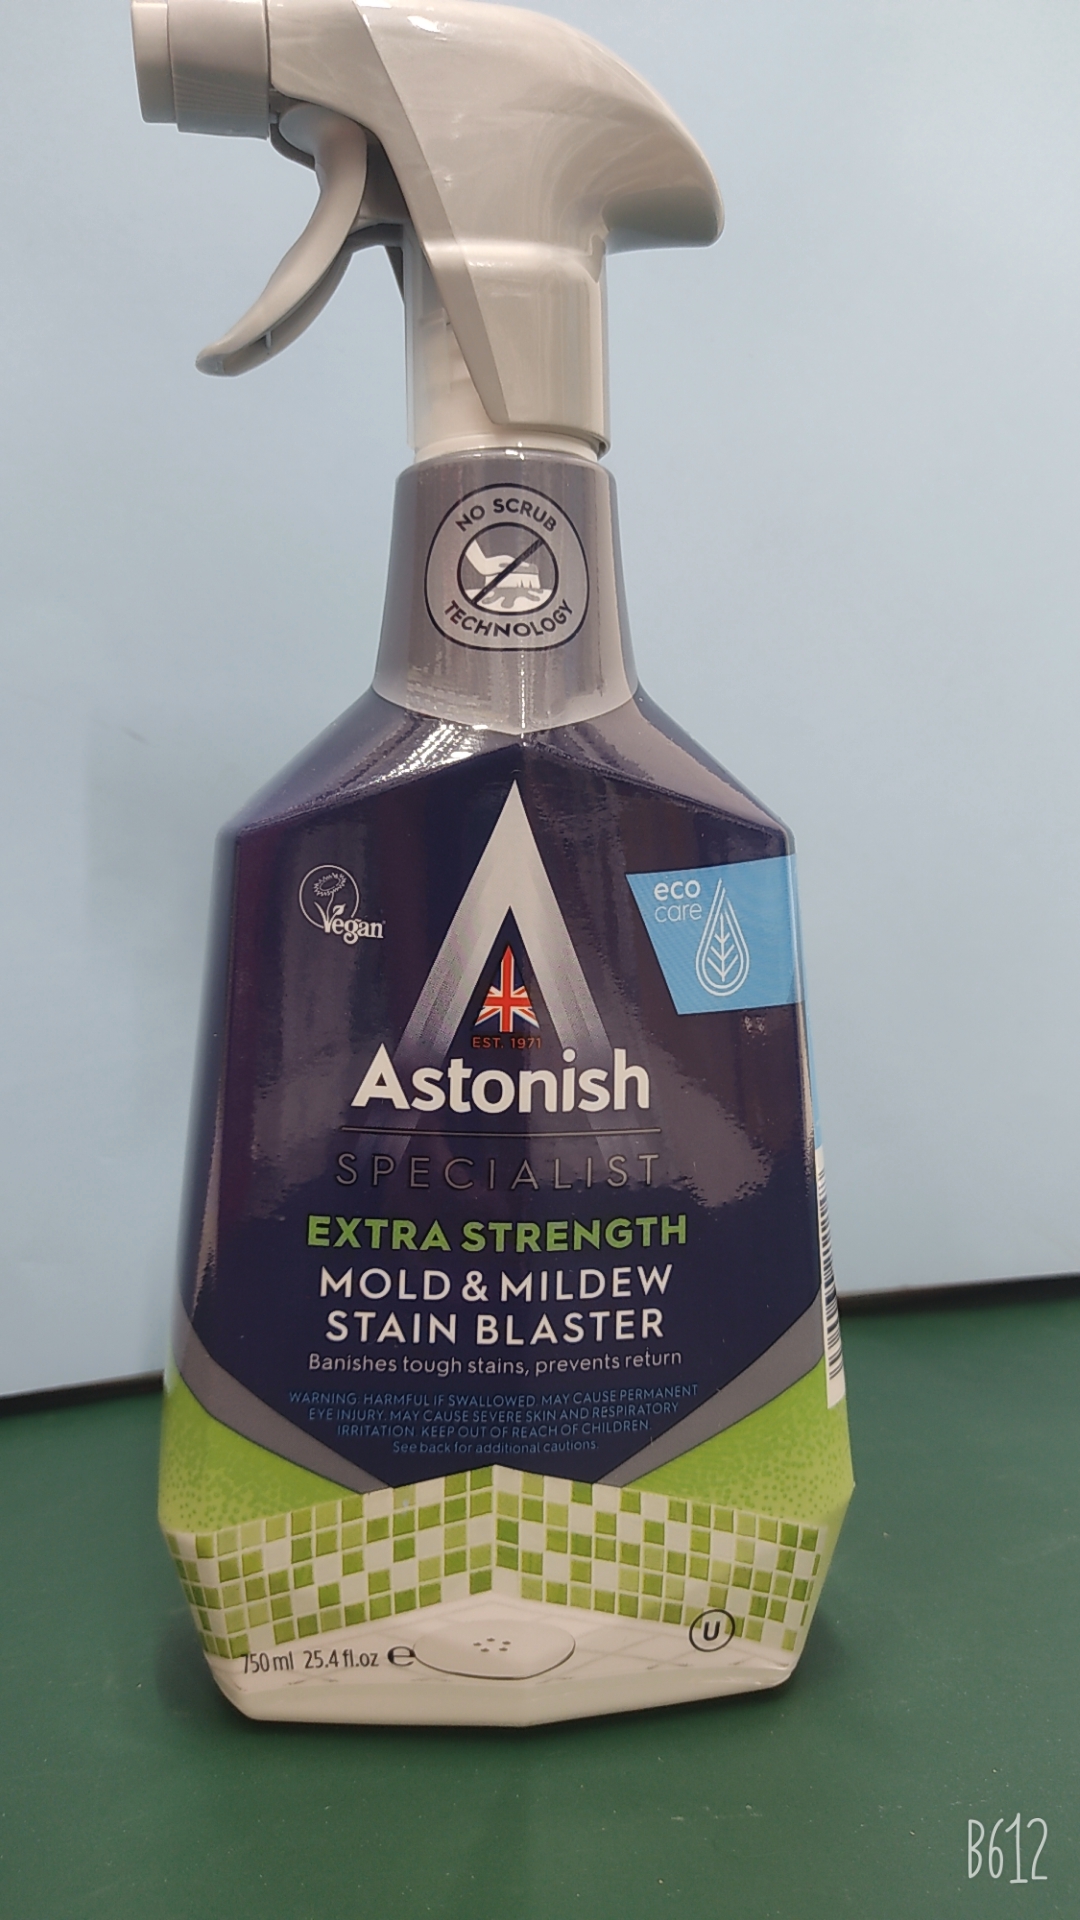 NO SCRUB
TECHNOLOGY
Vegan
eco
care
EST. 1971
Astonish
SPECIALIST
EXTRA STRENGTH
MOLD & MILDEW
STAIN BLASTER
Banishes tough stains, prevents return
WARNING: HARMFUL IF SWALLOWED. MAY CAUSE PERMANENT
EYE INJURY. MAY CAUSE SEVERE SKIN AND RESPIRATORY
IRRITATION. KEEP OUT OF REACH OF CHILDREN.
See back for additional cautions.
U
750 ml 25.4 fl.oz ℮
B612